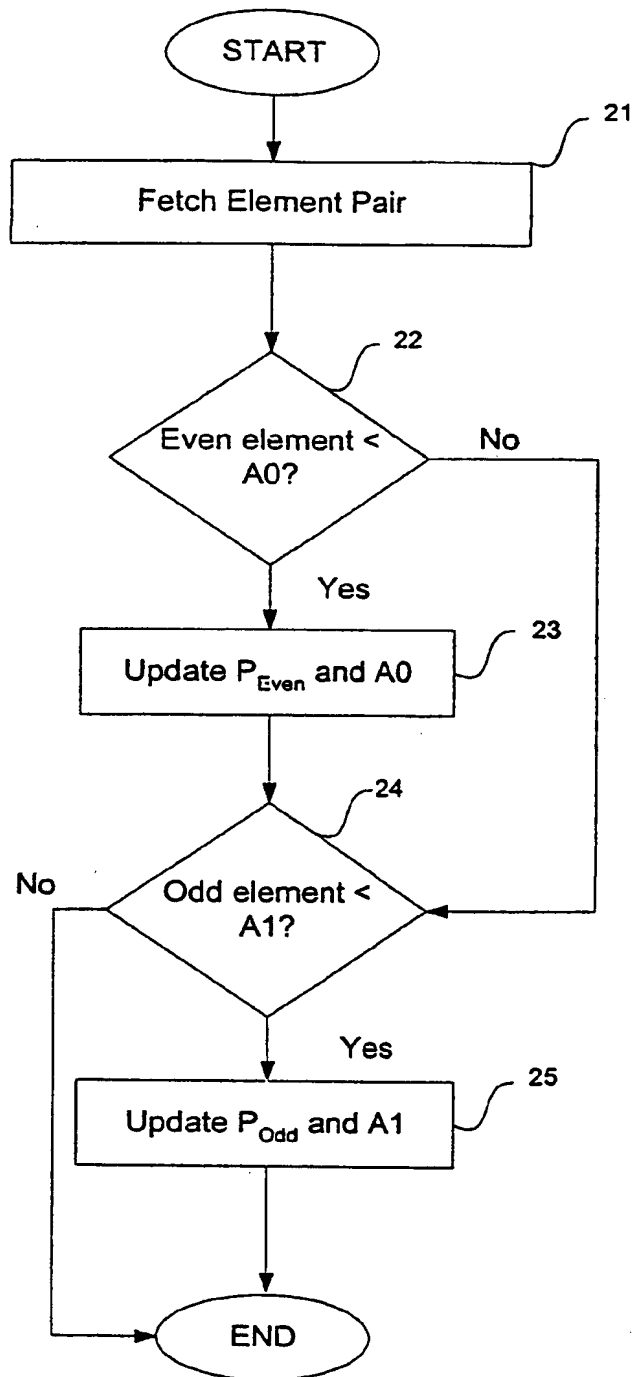 START
21
Fetch Element Pair
22
Even element <
A0?
No
Yes
23
Update P_Even and A0
24
No
Odd element <
A1?
Yes
25
Update P_Odd and A1
END